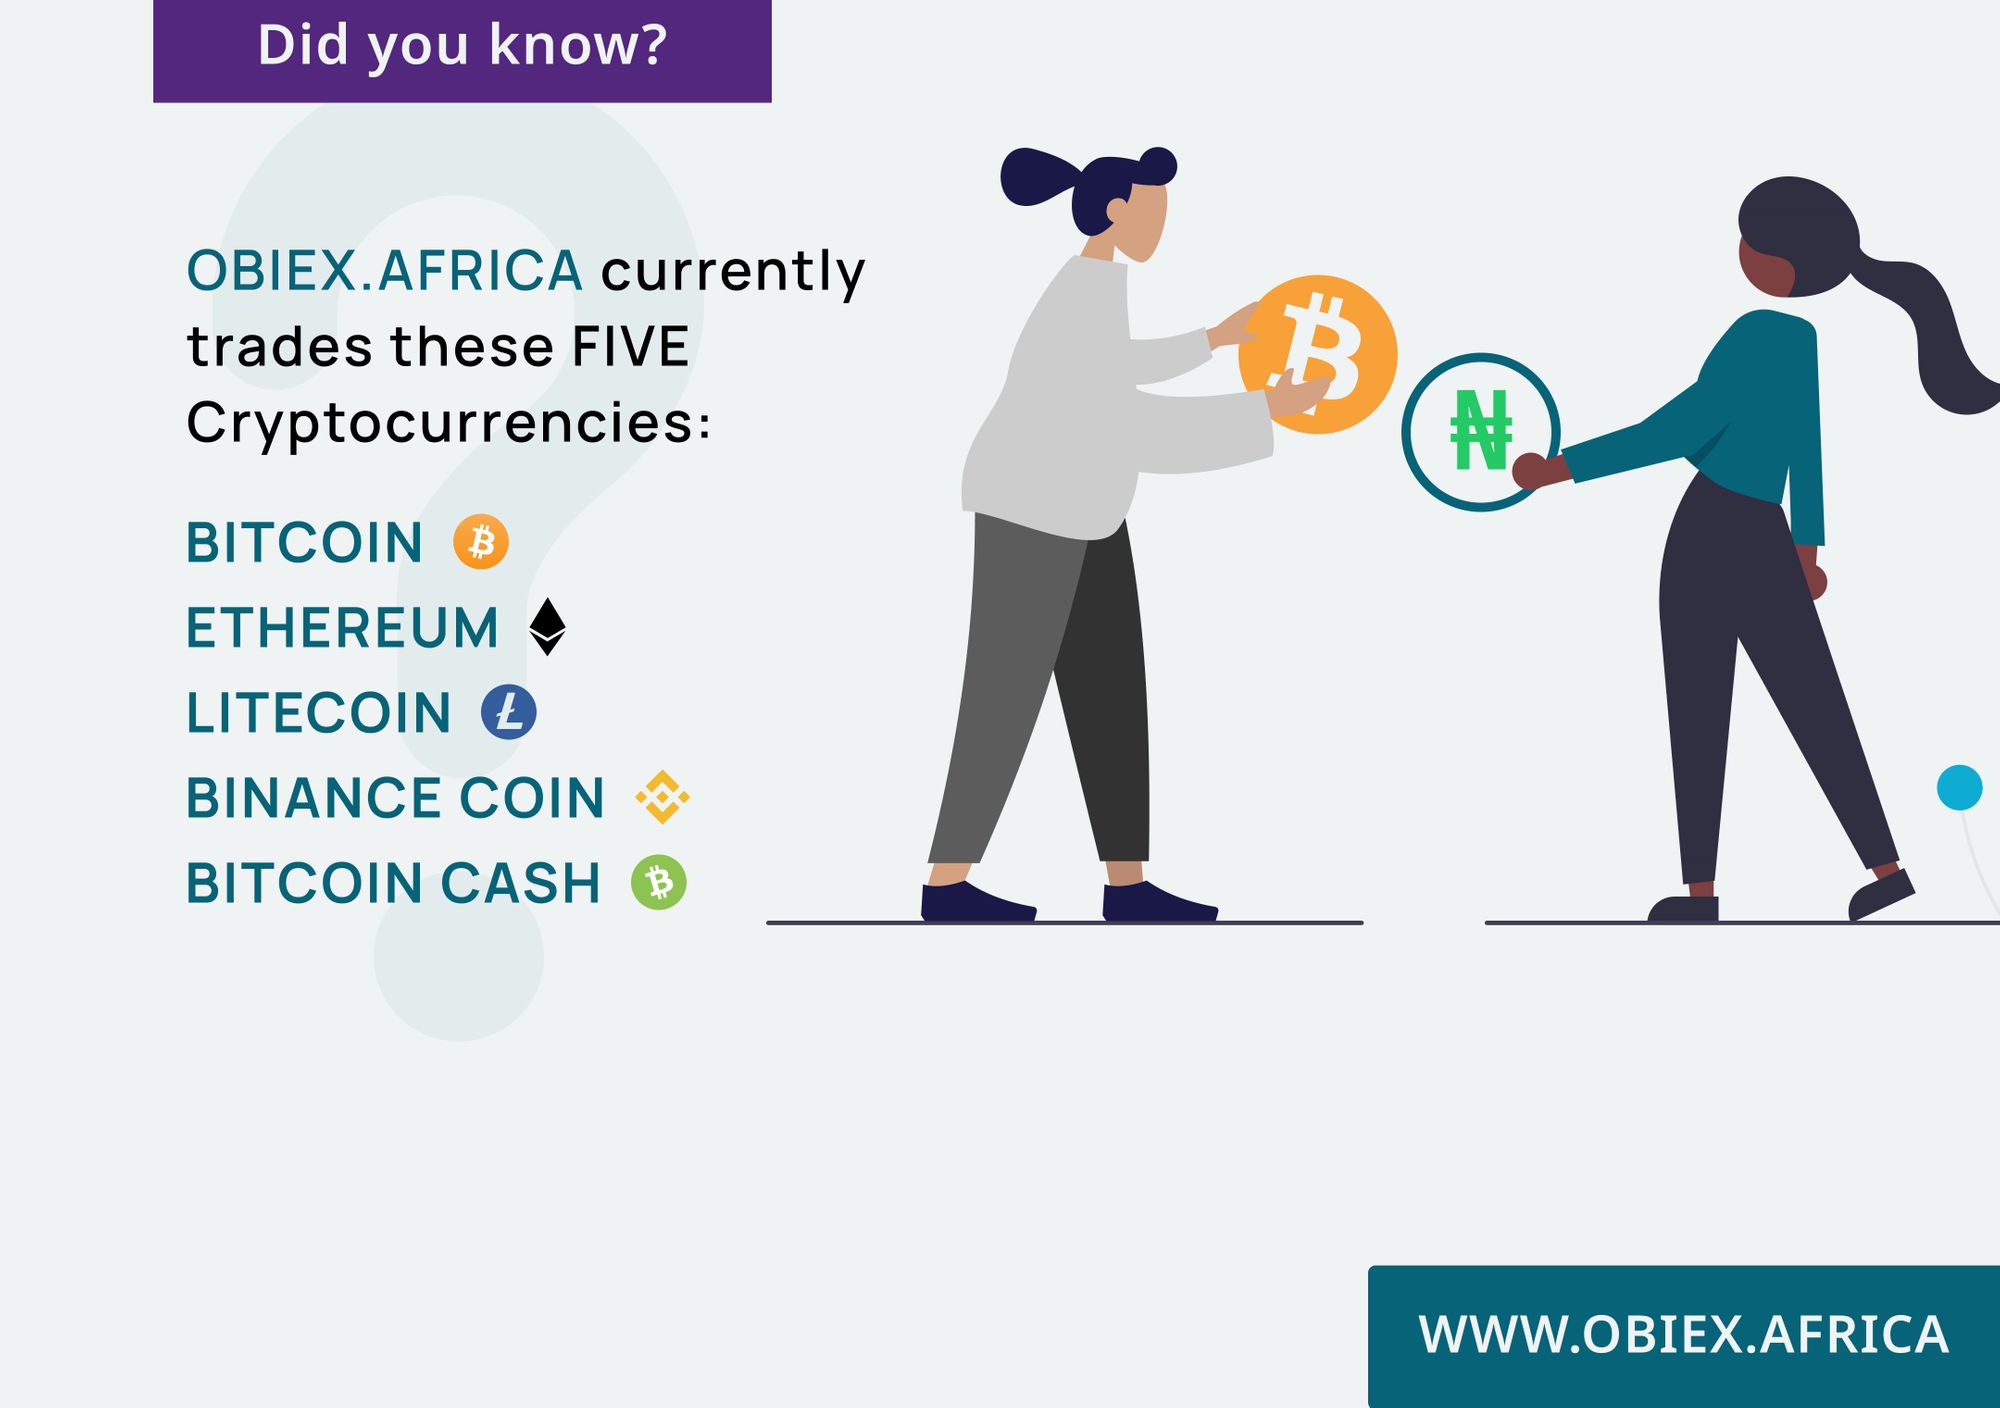 Did you know?
OBIEX.AFRICA currently
trades these FIVE
Cryptocurrencies:
BITCOIN
ETHEREUM
LITECOIN
BINANCE COIN
BITCOIN CASH
₦
WWW.OBIEX.AFRICA